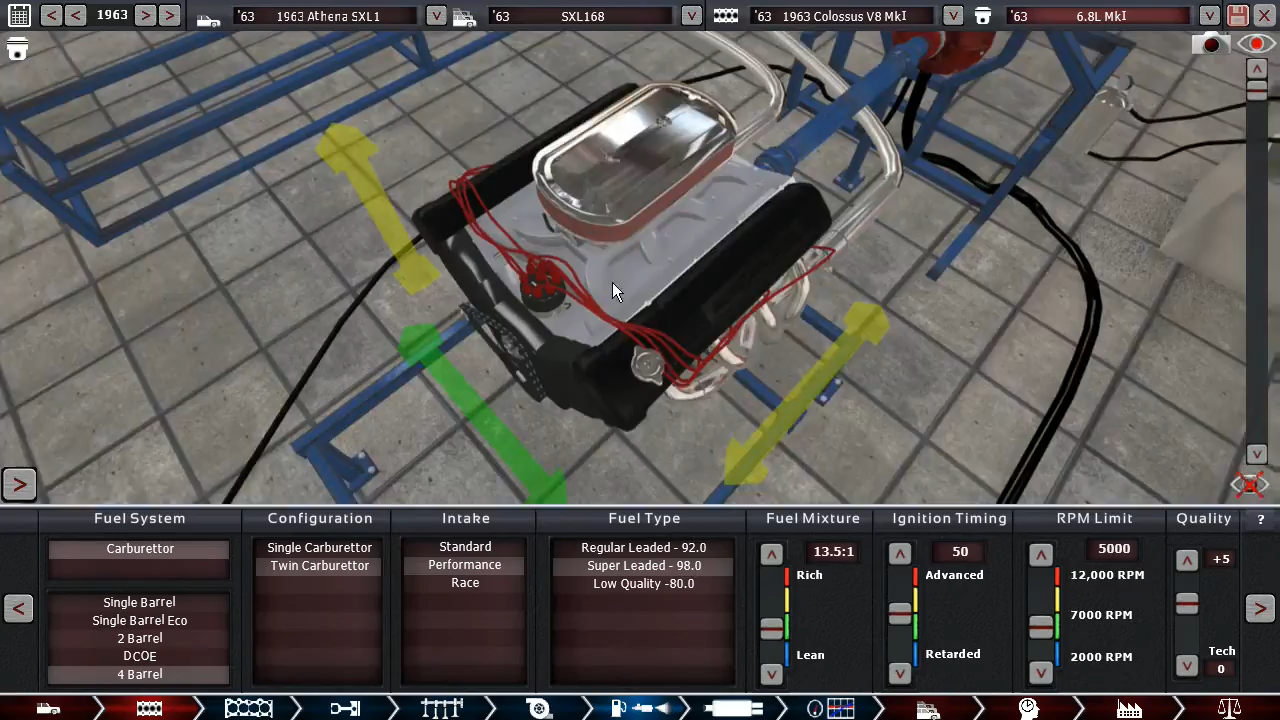 1963
'63 1963 Athena SXL1
'63 SXL168
'63 1963 Colossus V8 MkI
'63 6.8L MkI
Fuel System
Configuration
Intake
Fuel Type
Fuel Mixture
Ignition Timing
RPM Limit
Quality
?
Carburettor
Single Barrel
Single Barrel Eco
2 Barrel
DCOE
4 Barrel
Single Carburettor
Twin Carburettor
Standard
Performance
Race
Regular Leaded - 92.0
Super Leaded - 98.0
Low Quality -80.0
13.5:1
Rich
Lean
50
Advanced
Retarded
5000
12,000 RPM
7000 RPM
2000 RPM
+5
Tech
0